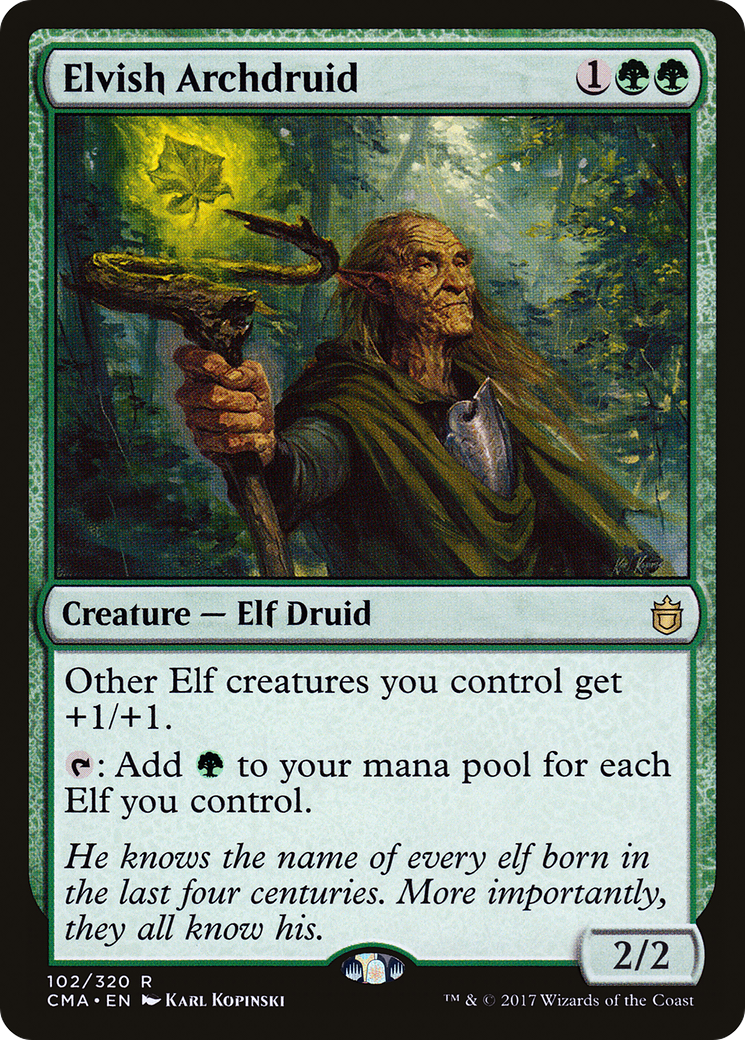 Elvish Archdruid 1
Creature — Elf Druid
Other Elf creatures you control get
+1/+1.
: Add to your mana pool for each
Elf you control.
He knows the name of every elf born in
the last four centuries. More importantly,
they all know his.
2/2
102/320 R
CMA • EN Karl Kopinski ™ & © 2017 Wizards of the Coast